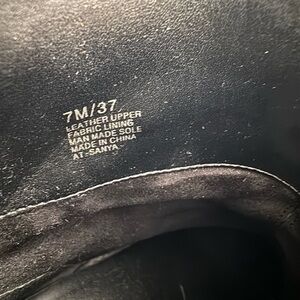 7M/37
LEATHER UPPER
FABRIC LINING
MAN MADE SOLE
MADE IN CHINA
AT-SANYA